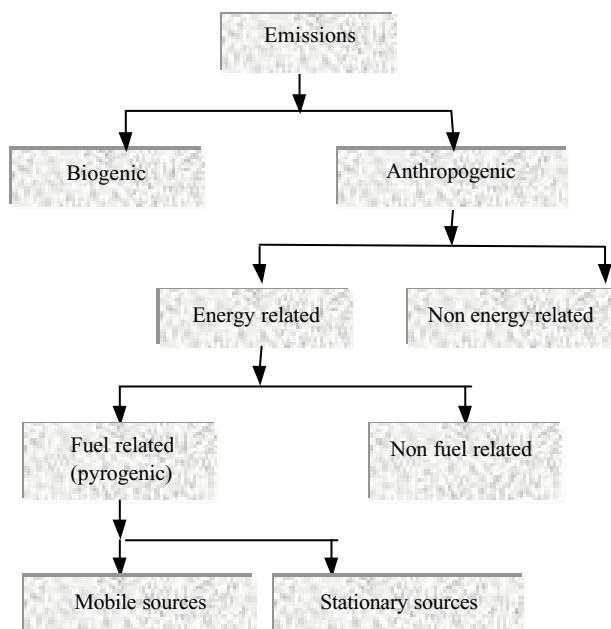 Emissions
Biogenic
Anthropogenic
Energy related
Non energy related
Fuel related
(pyrogenic)
Non fuel related
Mobile sources
Stationary sources